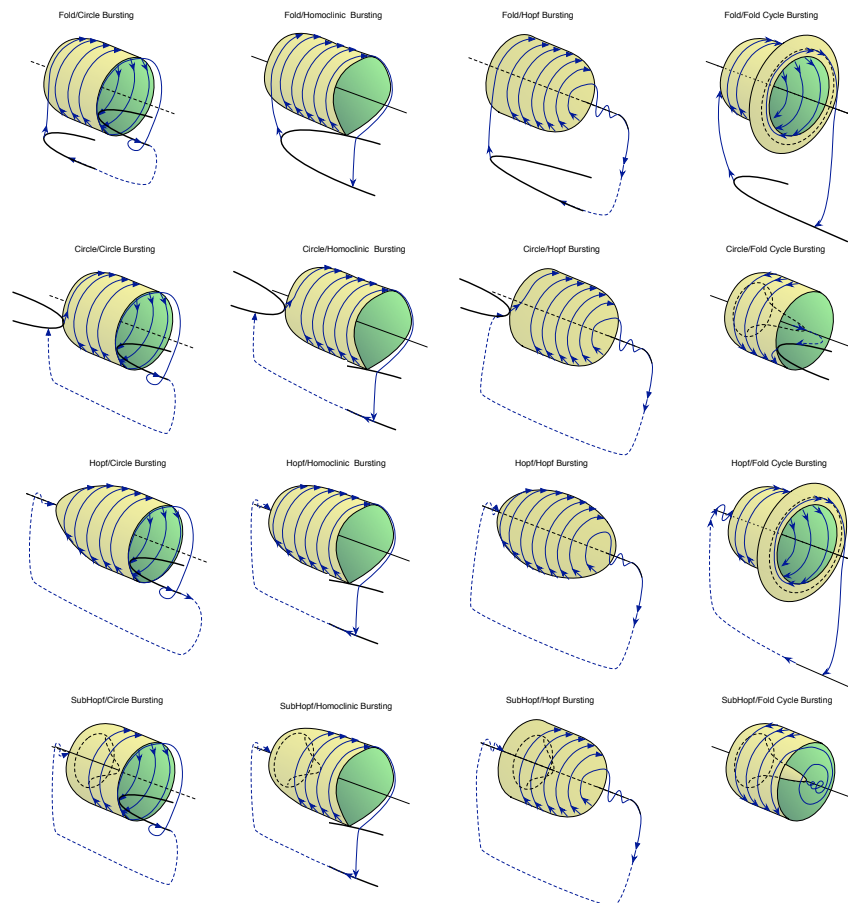 Fold/Circle Bursting
Fold/Homoclinic Bursting
Fold/Hopf Bursting
Fold/Fold Cycle Bursting
Circle/Circle Bursting
Circle/Homoclinic Bursting
Circle/Hopf Bursting
Circle/Fold Cycle Bursting
Hopf/Circle Bursting
Hopf/Homoclinic Bursting
Hopf/Hopf Bursting
Hopf/Fold Cycle Bursting
SubHopf/Circle Bursting
SubHopf/Homoclinic Bursting
SubHopf/Hopf Bursting
SubHopf/Fold Cycle Bursting